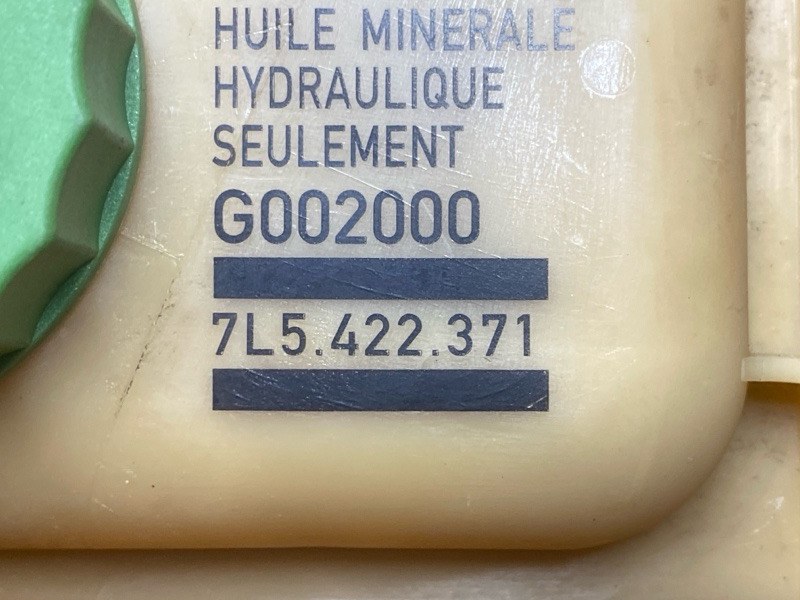 HUILE MINERALE
HYDRAULIQUE
SEULEMENT
G002000
7L5.422.371